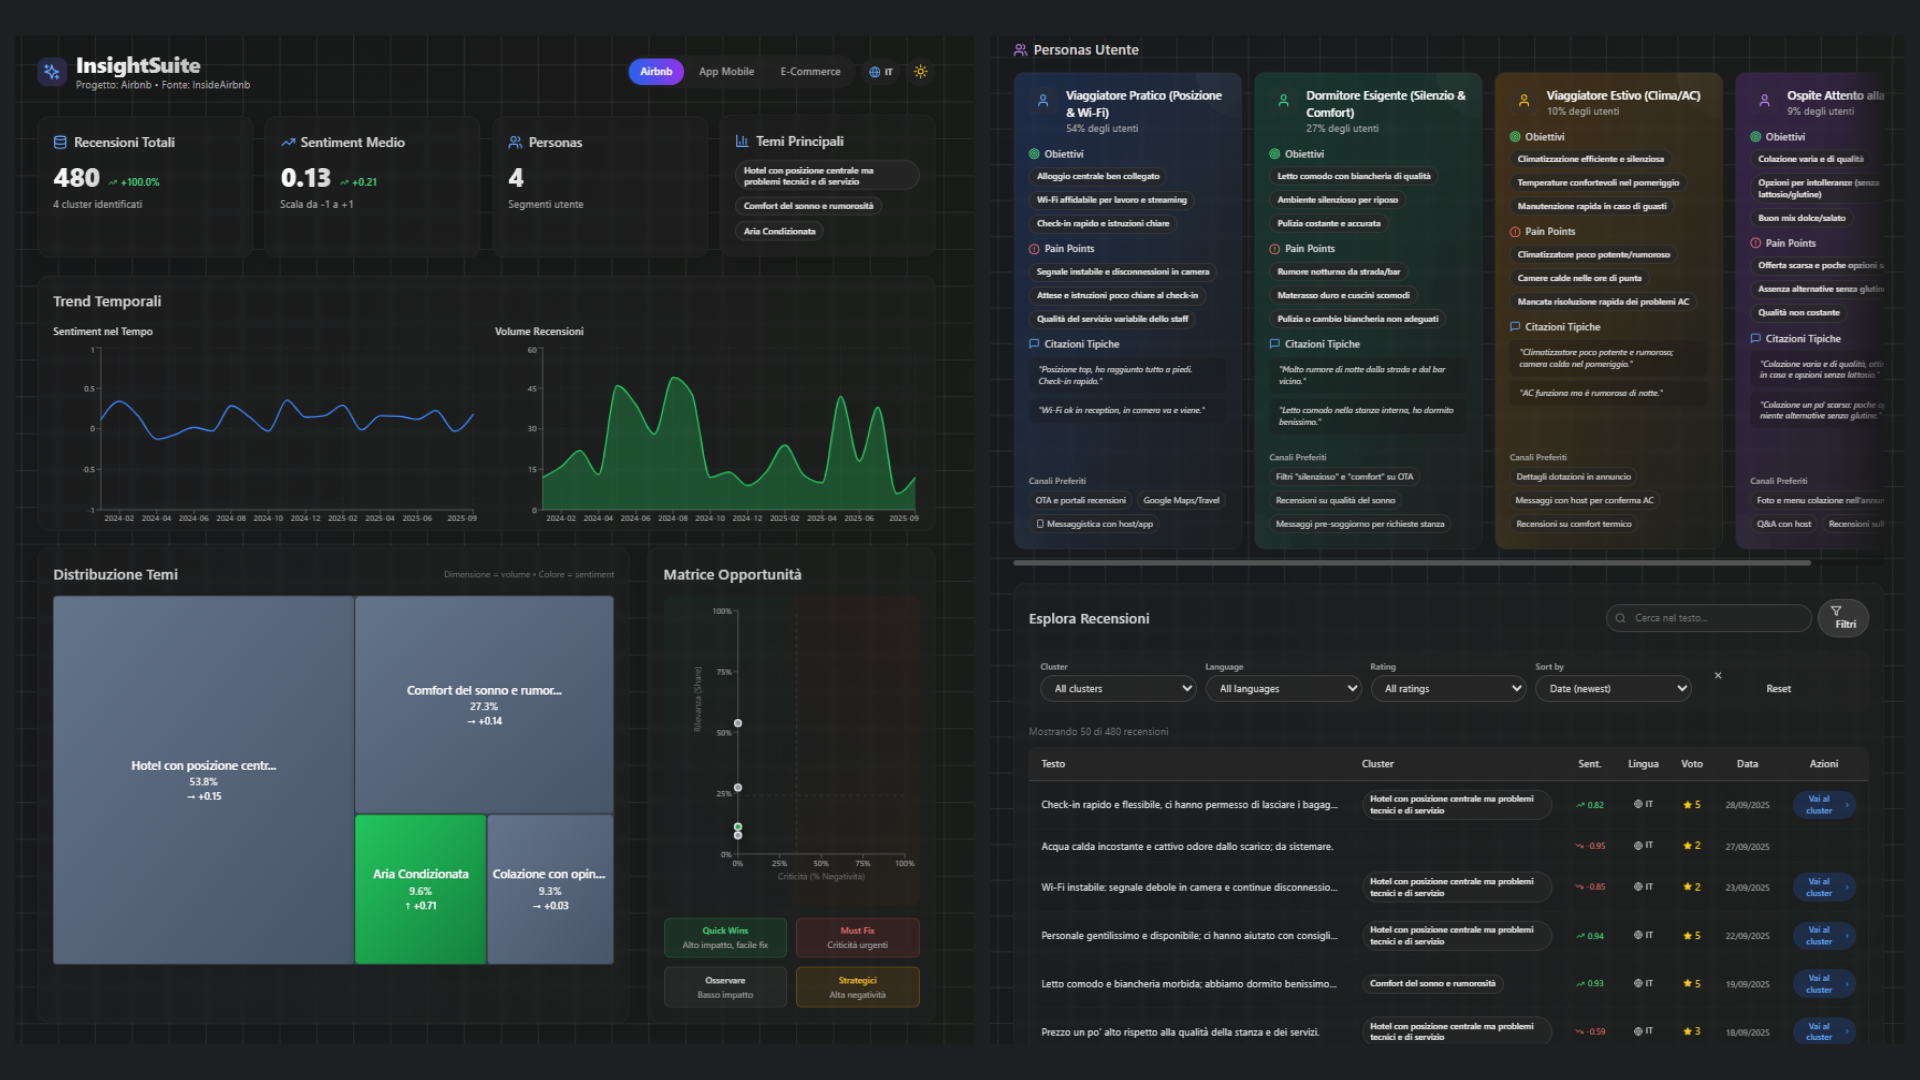 InsightSuite
Progetto: Airbnb • Fonte: InsideAirbnb
Airbnb
App Mobile
E-Commerce
IT
Recensioni Totali
480 +100.0%
4 cluster identificati
Sentiment Medio
0.13 +0.21
Scala da -1 a +1
Personas
4
Segmenti utente
Temi Principali
Hotel con posizione centrale ma
problemi tecnici e di servizio
Comfort del sonno e rumorosità
Aria Condizionata
Trend Temporali
Sentiment nel Tempo
1
0.5
0
-0.5
-1
2024-02 2024-04 2024-06 2024-08 2024-10 2024-12 2025-02 2025-04 2025-06 2025-09
Volume Recensioni
60
45
30
15
0
2024-02 2024-04 2024-06 2024-08 2024-10 2024-12 2025-02 2025-04 2025-06 2025-09
Distribuzione Temi
Dimensione = volume • Colore = sentiment
Hotel con posizione centr...
53.8%
→ +0.15
Comfort del sonno e rumor...
27.3%
→ +0.14
Aria Condizionata
9.6%
↑ +0.71
Colazione con opin...
9.3%
→ +0.03
Matrice Opportunità
Rilevanza (Share)
100%
75%
50%
25%
0%
0% 25% 50% 75% 100%
Criticità (% Negatività)
Quick Wins
Alto impatto, facile fix
Must Fix
Criticità urgenti
Osservare
Basso impatto
Strategici
Alta negatività
Personas Utente
Viaggiatore Pratico (Posizione
& Wi-Fi)
54% degli utenti
Obiettivi
Alloggio centrale ben collegato
Wi-Fi affidabile per lavoro e streaming
Check-in rapido e istruzioni chiare
Pain Points
Segnale instabile e disconnessioni in camera
Attese e istruzioni poco chiare al check-in
Qualità del servizio variabile dello staff
Citazioni Tipiche
"Posizione top, ho raggiunto tutto a piedi.
Check-in rapido."
"Wi-Fi ok in reception, in camera va e viene."
Canali Preferiti
OTA e portali recensioni
Google Maps/Travel
Messaggistica con host/app
Dormitore Esigente (Silenzio &
Comfort)
27% degli utenti
Obiettivi
Letto comodo con biancheria di qualità
Ambiente silenzioso per riposo
Pulizia costante e accurata
Pain Points
Rumore notturno da strada/bar
Materasso duro e cuscini scomodi
Pulizia o cambio biancheria non adeguati
Citazioni Tipiche
"Molto rumore di notte dalla strada e dal bar
vicino."
"Letto comodo nella stanza interna, ho dormito
benissimo."
Canali Preferiti
Filtri "silenzioso" e "comfort" su OTA
Recensioni su qualità del sonno
Messaggi pre-soggiorno per richieste stanza
Viaggiatore Estivo (Clima/AC)
10% degli utenti
Obiettivi
Climatizzazione efficiente e silenziosa
Temperature confortevoli nel pomeriggio
Manutenzione rapida in caso di guasti
Pain Points
Climatizzatore poco potente/rumoroso
Camere calde nelle ore di punta
Mancata risoluzione rapida dei problemi AC
Citazioni Tipiche
"Climatizzatore poco potente e rumoroso;
camera calda nel pomeriggio."
"AC funziona ma è rumorosa di notte."
Canali Preferiti
Dettagli dotazioni in annuncio
Messaggi con host per conferma AC
Recensioni su comfort termico
Ospite Attento alla
9% degli utenti
Obiettivi
Colazione varia e di qualità
Opzioni per intolleranze (senza
lattosio/glutine)
Buon mix dolce/salato
Pain Points
Offerta scarsa e poche opzioni s
Assenza alternative senza glutin
Qualità non costante
Citazioni Tipiche
"Colazione varia e di qualità, otti
in casa e opzioni senza lattosio."
"Colazione un po' scarsa: poche o
niente alternative senza glutine."
Canali Preferiti
Foto e menu colazione nell'annun
Q&A con host
Recensioni sul
Esplora Recensioni
Cerca nel testo...
Filtri
Cluster
All clusters
Language
All languages
Rating
All ratings
Sort by
Date (newest)
Reset
Mostrando 50 di 480 recensioni
Testo Cluster Sent. Lingua Voto Data Azioni
Check-in rapido e flessibile, ci hanno permesso di lasciare i bagag...
Hotel con posizione centrale ma problemi
tecnici e di servizio
0.82 IT 5 28/09/2025
Vai al
cluster
Acqua calda incostante e cattivo odore dallo scarico; da sistemare.
-0.95 IT 2 27/09/2025
Wi-Fi instabile: segnale debole in camera e continue disconnessio...
Hotel con posizione centrale ma problemi
tecnici e di servizio
-0.85 IT 2 23/09/2025
Vai al
cluster
Personale gentilissimo e disponibile; ci hanno aiutato con consigli...
Hotel con posizione centrale ma problemi
tecnici e di servizio
0.94 IT 5 22/09/2025
Vai al
cluster
Letto comodo e biancheria morbida; abbiamo dormito benissimo...
Comfort del sonno e rumorosità
0.93 IT 5 19/09/2025
Vai al
cluster
Prezzo un po' alto rispetto alla qualità della stanza e dei servizi.
Hotel con posizione centrale ma problemi
tecnici e di servizio
-0.59 IT 3 18/09/2025
Vai al
cluster